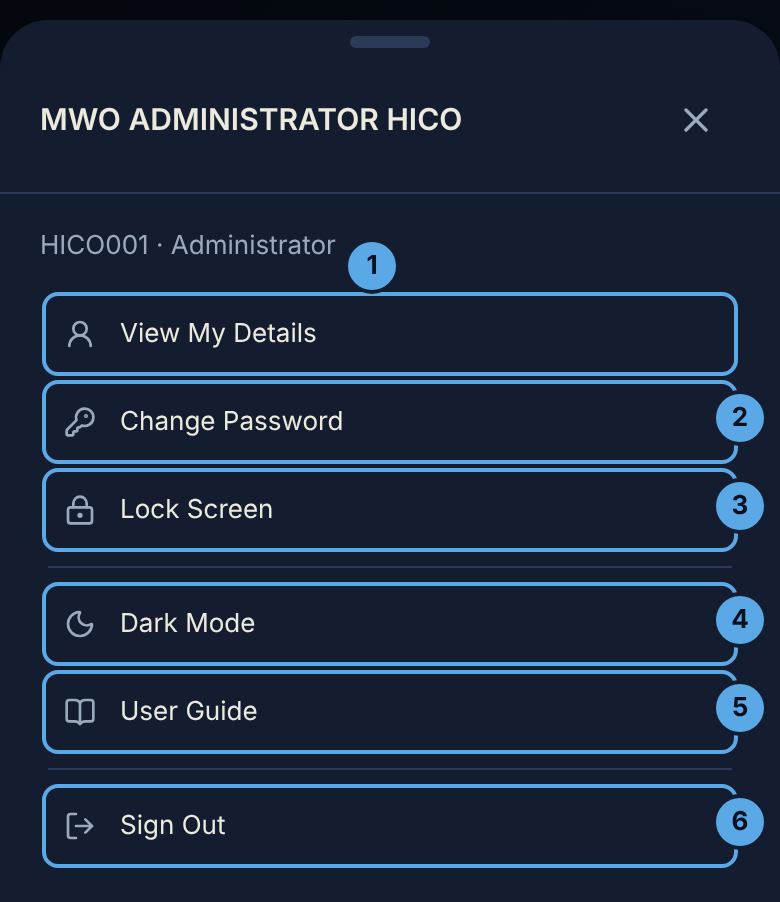 MWO ADMINISTRATOR HICO
HICO001 · Administrator
1
View My Details
Change Password
2
Lock Screen
3
Dark Mode
4
User Guide
5
Sign Out
6